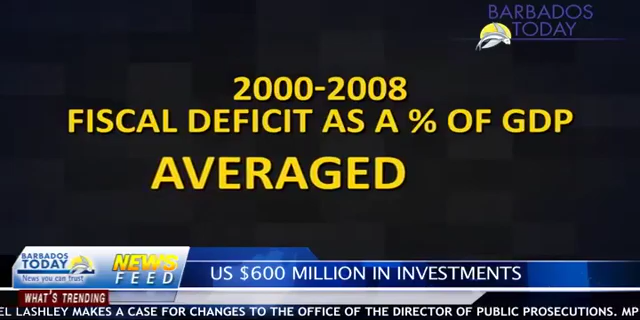 BARBADOS
TODAY
2000-2008
FISCAL DEFICIT AS A % OF GDP
AVERAGED
BARBADOS
TODAY
News you can trust
NEWS
FEED
US $600 MILLION IN INVESTMENTS
WHAT'S TRENDING
EL LASHLEY MAKES A CASE FOR CHANGES TO THE OFFICE OF THE DIRECTOR OF PUBLIC PROSECUTIONS. MP